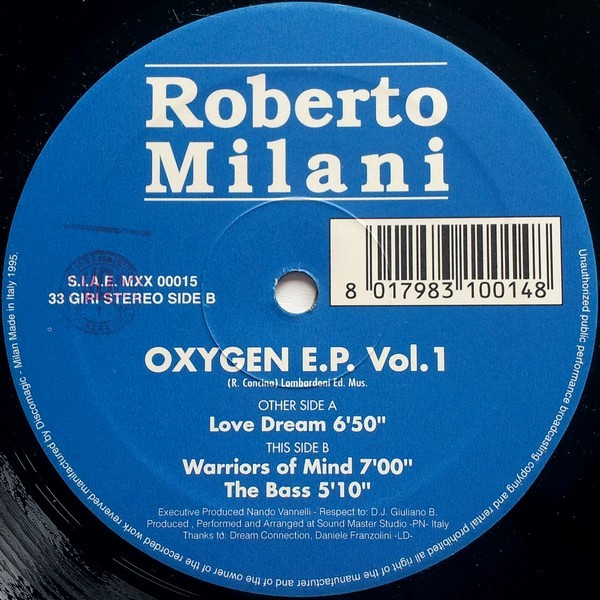 Roberto
Milani
S.I.A.E. MXX 00015
33 GIRI STEREO SIDE B
8 017983 100148
OXYGEN E.P. Vol.1
(R. Concina) Lombardoni Ed. Mus.
OTHER SIDE A
Love Dream 6'50"
THIS SIDE B
Warriors of Mind 7'00"
The Bass 5'10"
Executive Produced Nando Vannelli - Respect to: D.J. Giuliano B.
Produced , Performed and Arranged at Sound Master Studio -PN- Italy
Thanks to: Dream Connection, Daniele Franzolini -LD-
Unauthorized public performance broadcasting copying and rental prohibited all right of the manufacturer and of the owner of the recorded work reverved manifactured by Discomagic - Milan Made in Italy 1995.